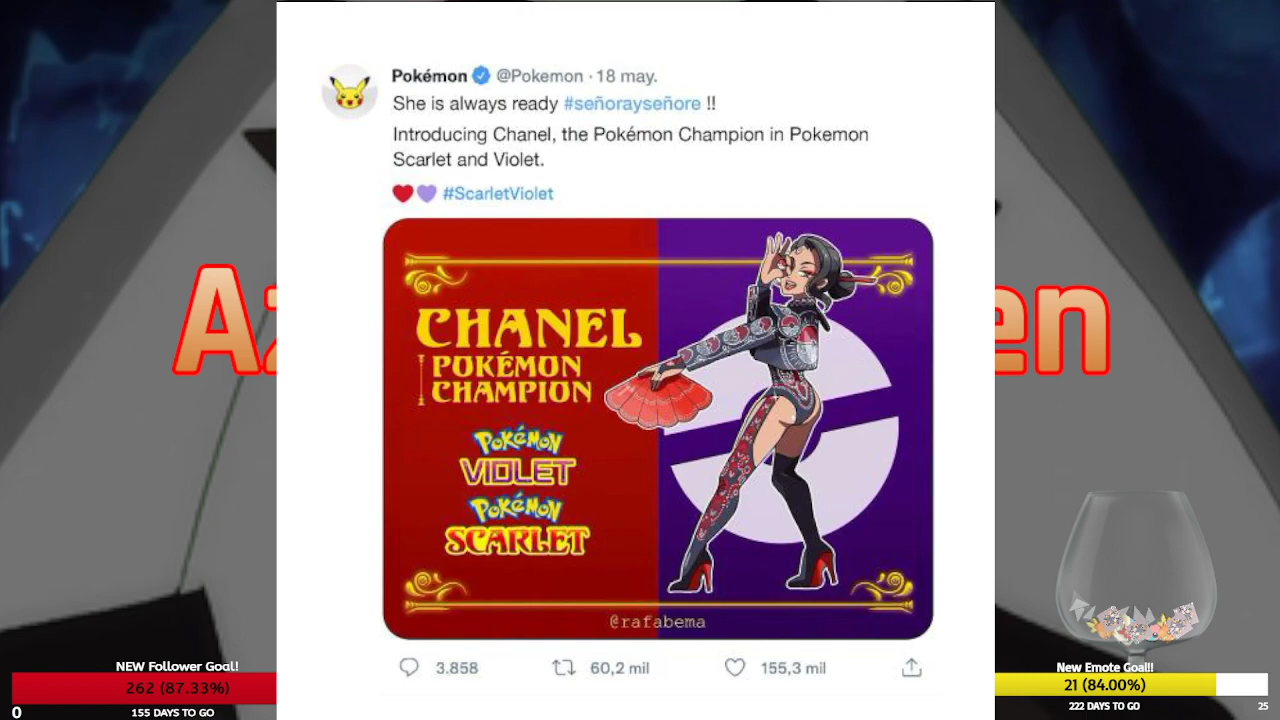 Pokémon @Pokemon · 18 may.
She is always ready #señorayseñore !!
Introducing Chanel, the Pokémon Champion in Pokemon
Scarlet and Violet.
#ScarletViolet
CHANEL
POKÉMON
CHAMPION
POKéMON
VIOLET
POKéMON
SCARLET
@rafabema
3.858 60,2 mil 155,3 mil
NEW Follower Goal!
262 (87.33%)
0 155 DAYS TO GO
New Emote Goal!!
21 (84.00%)
222 DAYS TO GO 25